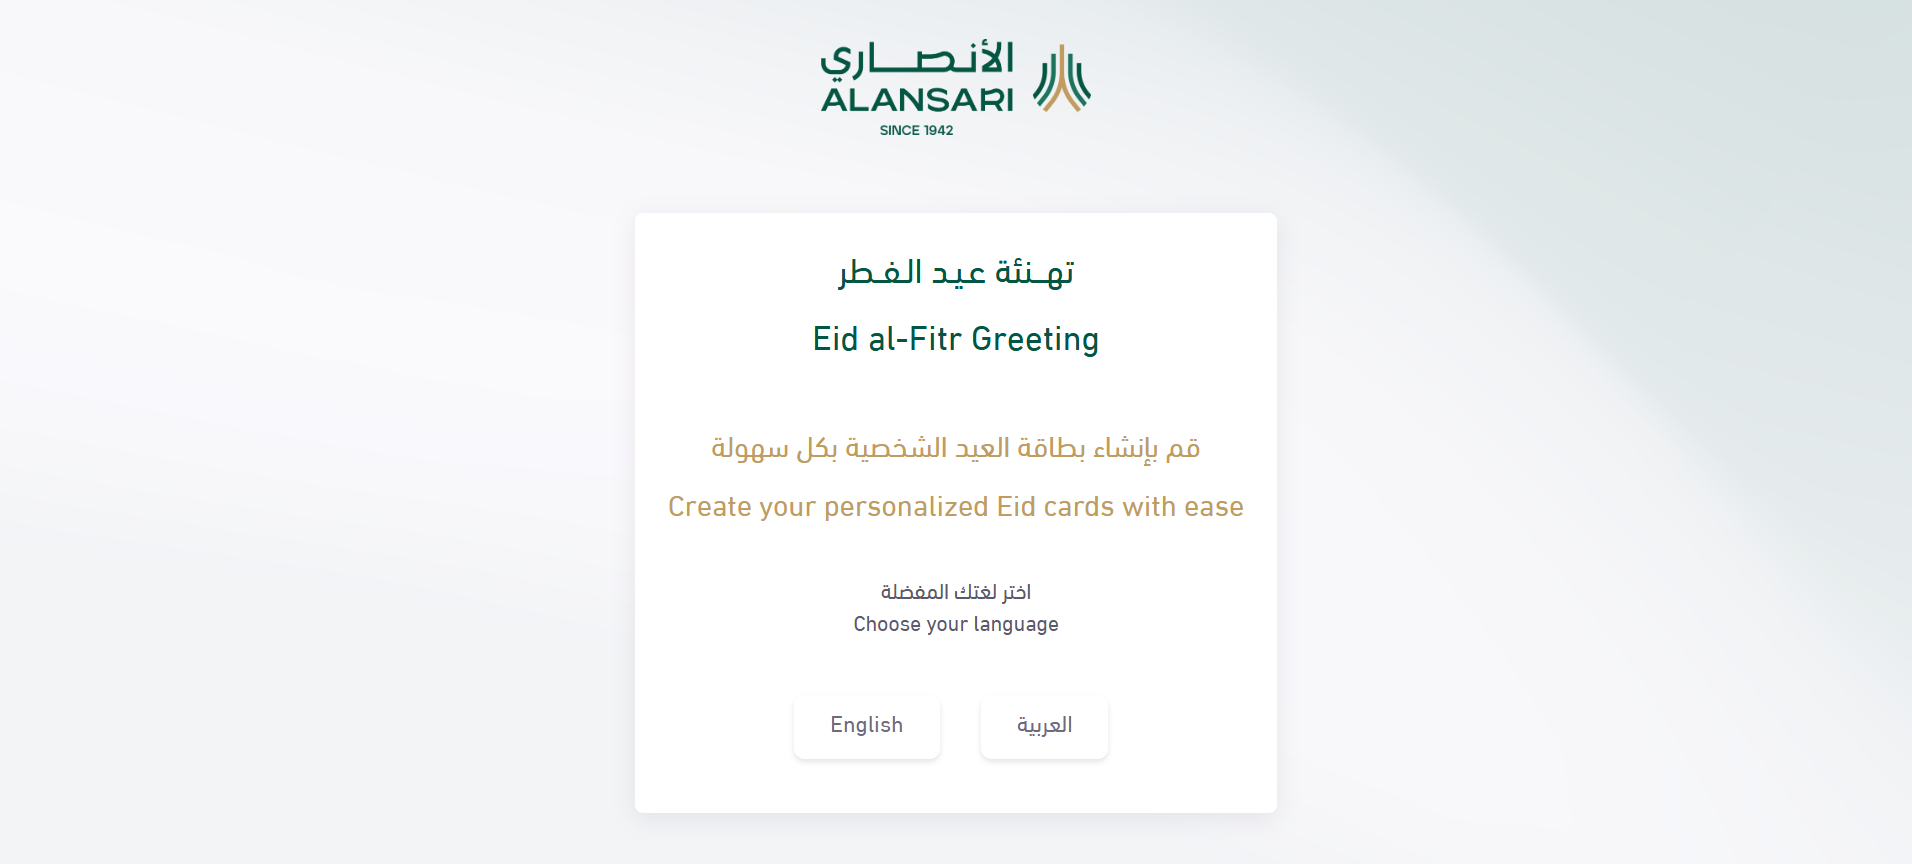 الأنصاري
ALANSARI
SINCE 1942
تهـنئة عيد الفطر
Eid al-Fitr Greeting
قم بإنشاء بطاقة العيد الشخصية بكل سهولة
Create your personalized Eid cards with ease
اختر لغتك المفضلة
Choose your language
English
العربية